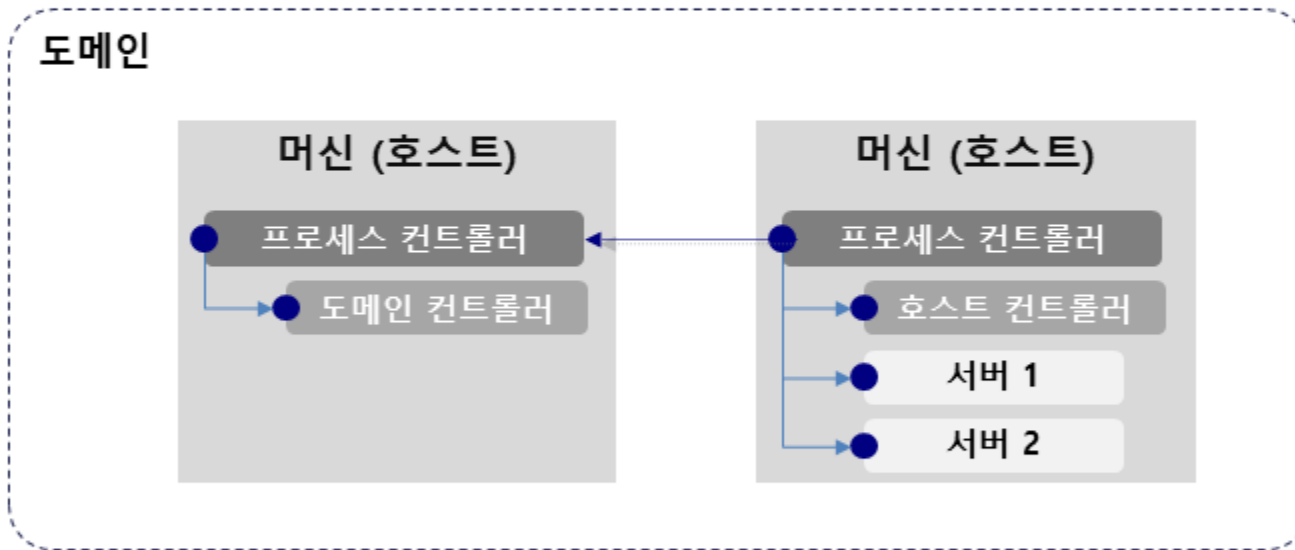 도메인
머신 (호스트)
프로세스 컨트롤러
도메인 컨트롤러
머신 (호스트)
프로세스 컨트롤러
호스트 컨트롤러
서버 1
서버 2